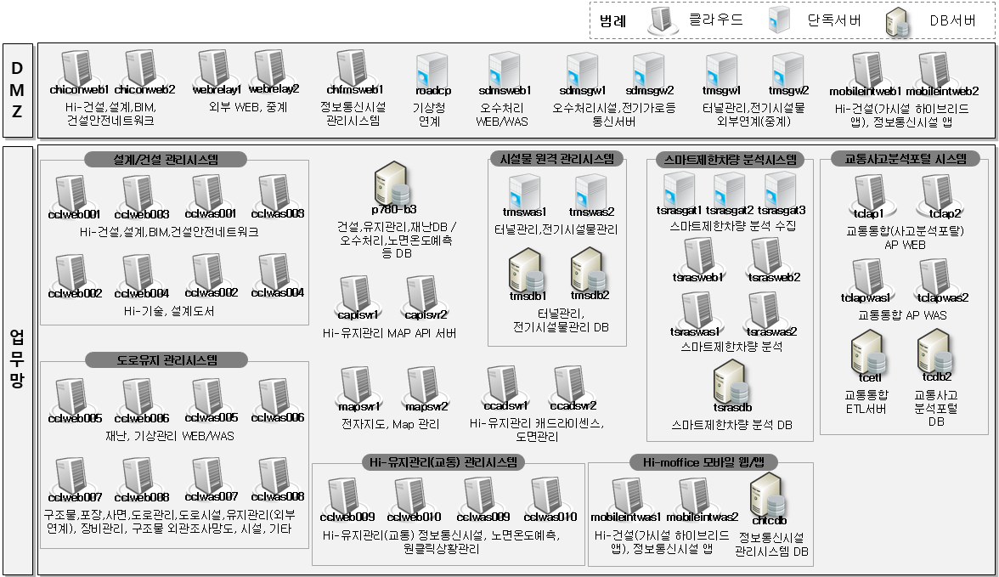 범례 클라우드 단독서버 DB서버
DMZ
chiconweb1 chiconweb2 webrelay1 webrelay2 chfmsweb1 roadcp sdmsweb1 sdmsgw1 sdmsgw2 tmsgw1 tmsgw2 mobileintweb1 mobileintweb2
Hi-건설,설계,BIM,
건설안전네트워크
외부 WEB, 중계
정보통신시설
관리시스템
기상청
연계
오수처리
WEB/WAS
오수처리시설,전기가로등
통신서버
터널관리,전기시설물
외부연계(중계)
Hi-건설(가시설 하이브리드
앱), 정보통신시설 앱
업무망
설계/건설 관리시스템
cclweb001 cclweb003 cclwas001 cclwas003
Hi-건설,설계,BIM,건설안전네트워크
cclweb002 cclweb004 cclwas002 cclwas004
Hi-기술, 설계도서
도로유지 관리시스템
cclweb005 cclweb006 cclwas005 cclwas006
재난, 기상관리 WEB/WAS
cclweb007 cclweb008 cclwas007 cclwas008
구조물,포장,사면,도로관리,도로시설,유지관리(외부
연계), 장비관리, 구조물 외관조사망도, 시설, 기타
p780-b3
건설,유지관리,재난DB /
오수처리,노면온도예측
등 DB
capisvr1 capisvr2
Hi-유지관리 MAP API 서버
mapsvr1 mapsvr2
전자지도, Map 관리
ccadsvr1 ccadsvr2
Hi-유지관리 캐드라이센스,
도면관리
시설물 원격 관리시스템
tmswas1 tmswas2
터널관리,전기시설물관리
tmsdb1 tmsdb2
터널관리,
전기시설물관리 DB
스마트제한차량 분석시스템
tsrasgat1 tsrasgat2 tsrasgat3
스마트제한차량 분석 수집
tsrasweb1 tsrasweb2
tsraswas1 tsraswas2
스마트제한차량 분석
tsrasdb
스마트제한차량 분석 DB
교통사고분석포털 시스템
tclap1 tclap2
교통통합(사고분석포탈)
AP WEB
tclapwas1 tclapwas2
교통통합 AP WAS
tcetl tcdb2
교통통합
ETL서버
교통사고
분석포털
DB
Hi-유지관리(교통) 관리시스템
cclweb009 cclweb010 cclwas009 cclwas010
Hi-유지관리(교통) 정보통신시설, 노면온도예측,
원클릭상황관리
Hi-moffice 모바일 웹/앱
mobileintwas1 mobileintwas2 chtcdb
Hi-건설(가시설 하이브리드
앱), 정보통신시설 앱
정보통신시설
관리시스템 DB